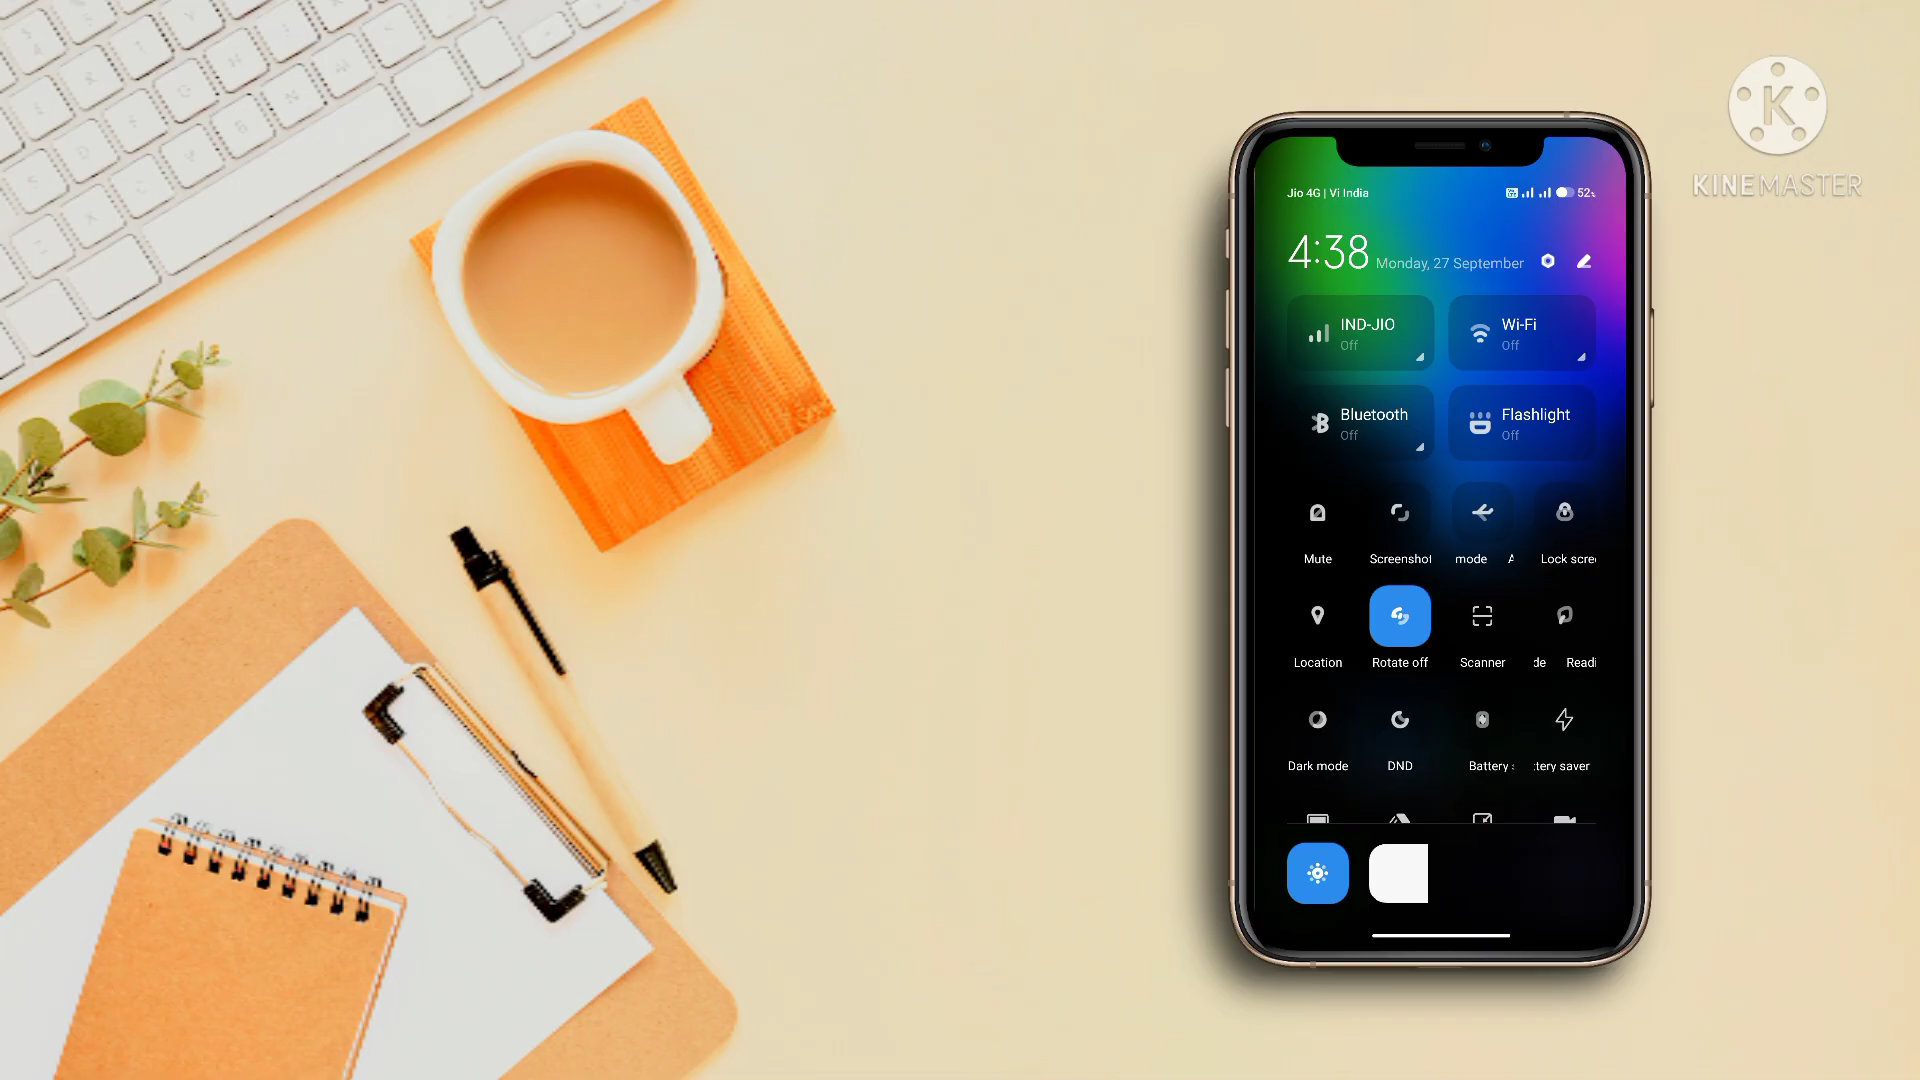 KINEMASTER
Jio 4G | Vi India
52%
4:38 Monday, 27 September
IND-JIO
Off
Wi-Fi
Off
Bluetooth
Off
Flashlight
Off
Mute
Screenshot
mode A
Lock scre
Location
Rotate off
Scanner
de Readi
Dark mode
DND
Battery s
tery saver